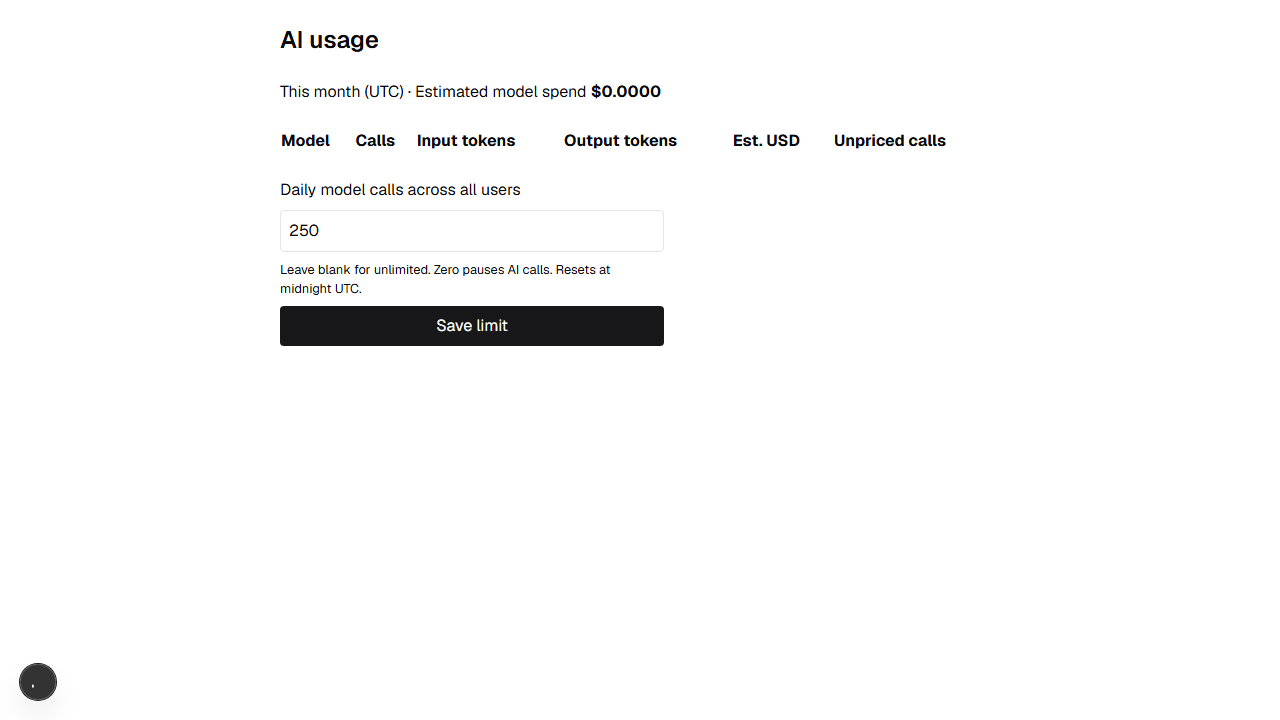 AI usage
This month (UTC) · Estimated model spend $0.0000
Model Calls Input tokens Output tokens Est. USD Unpriced calls
Daily model calls across all users
250
Leave blank for unlimited. Zero pauses AI calls. Resets at
midnight UTC.
Save limit